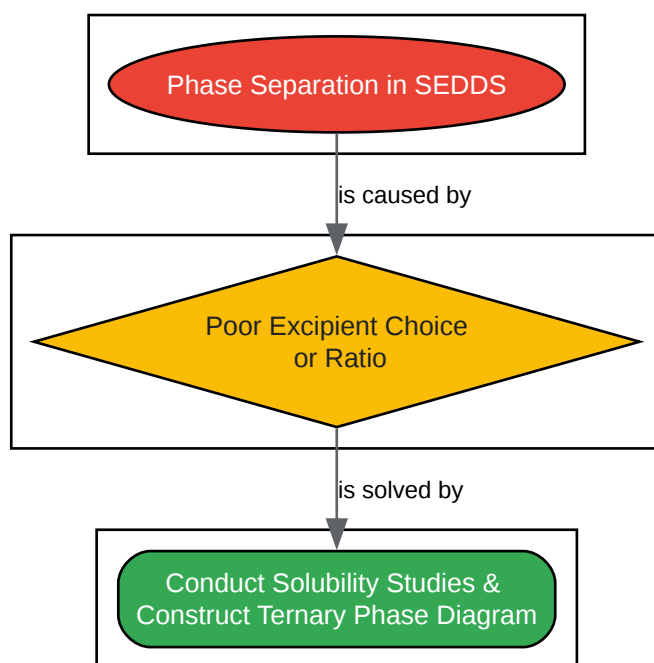 Phase Separation in SEDDS
is caused by
Poor Excipient Choice
or Ratio
is solved by
Conduct Solubility Studies &
Construct Ternary Phase Diagram